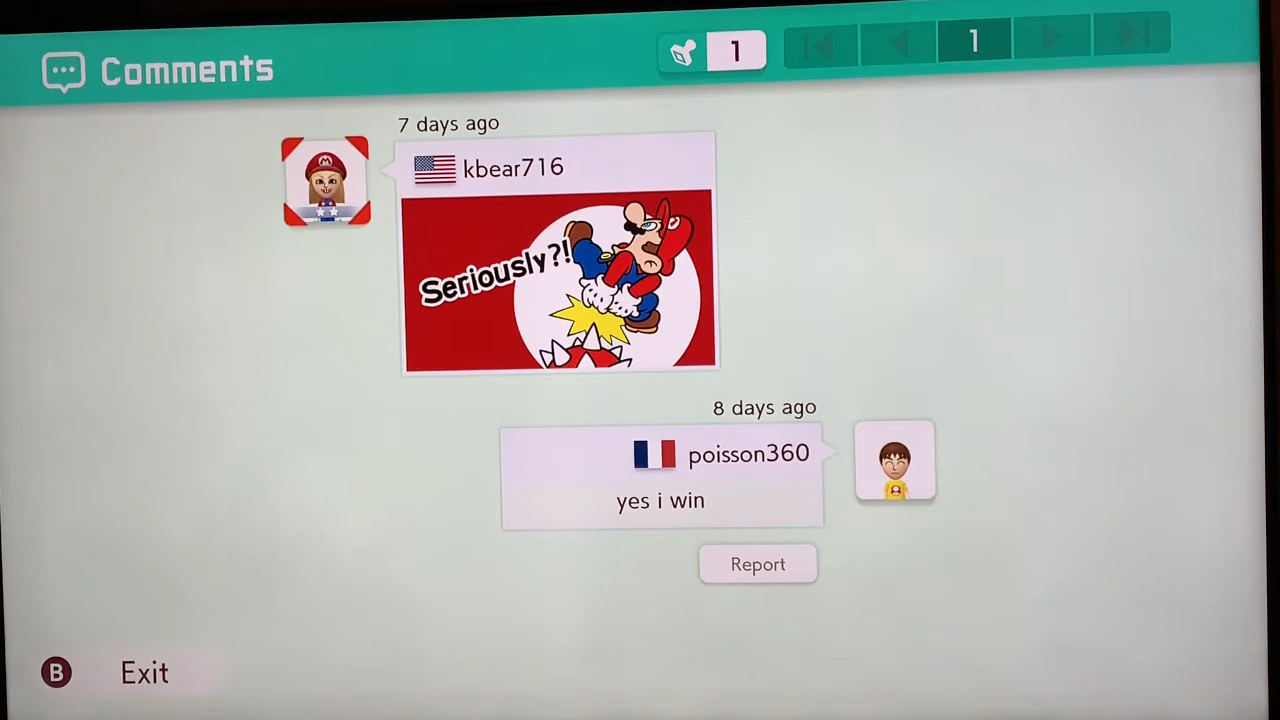 Comments
1
1
7 days ago
kbear716
Seriously?!
8 days ago
poisson360
yes i win
Report
B Exit